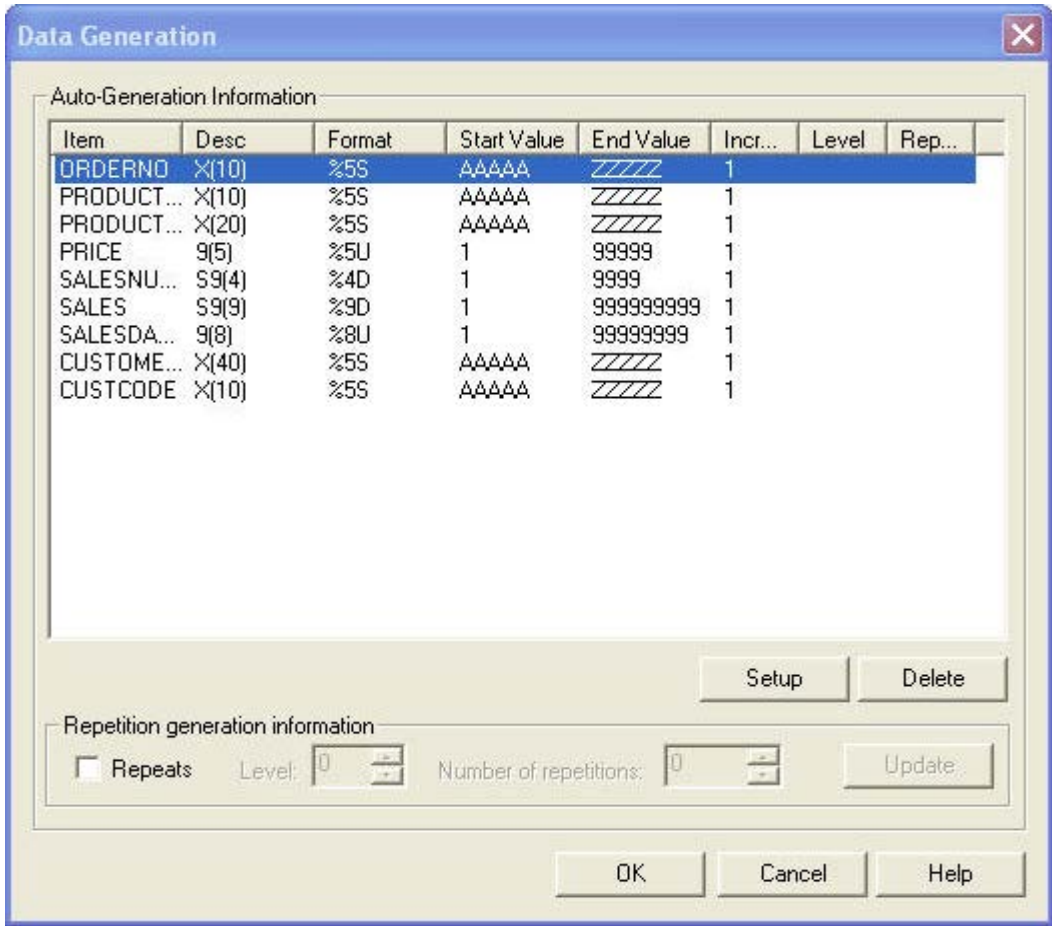 Data Generation
Auto-Generation Information
Item Desc Format Start Value End Value Incr... Level Rep...
ORDERNO X(10) %5S AAAAA ZZZZZ 1
PRODUCT... X(10) %5S AAAAA ZZZZZ 1
PRODUCT... X(20) %5S AAAAA ZZZZZ 1
PRICE 9(5) %5U 1 99999 1
SALESNU... S9(4) %4D 1 9999 1
SALES S9(9) %9D 1 999999999 1
SALESDA... 9(8) %8U 1 99999999 1
CUSTOME... X(40) %5S AAAAA ZZZZZ 1
CUSTCODE X(10) %5S AAAAA ZZZZZ 1
Setup Delete
Repetition generation information
Repeats Level: 0 Number of repetitions: 0 Update
OK Cancel Help